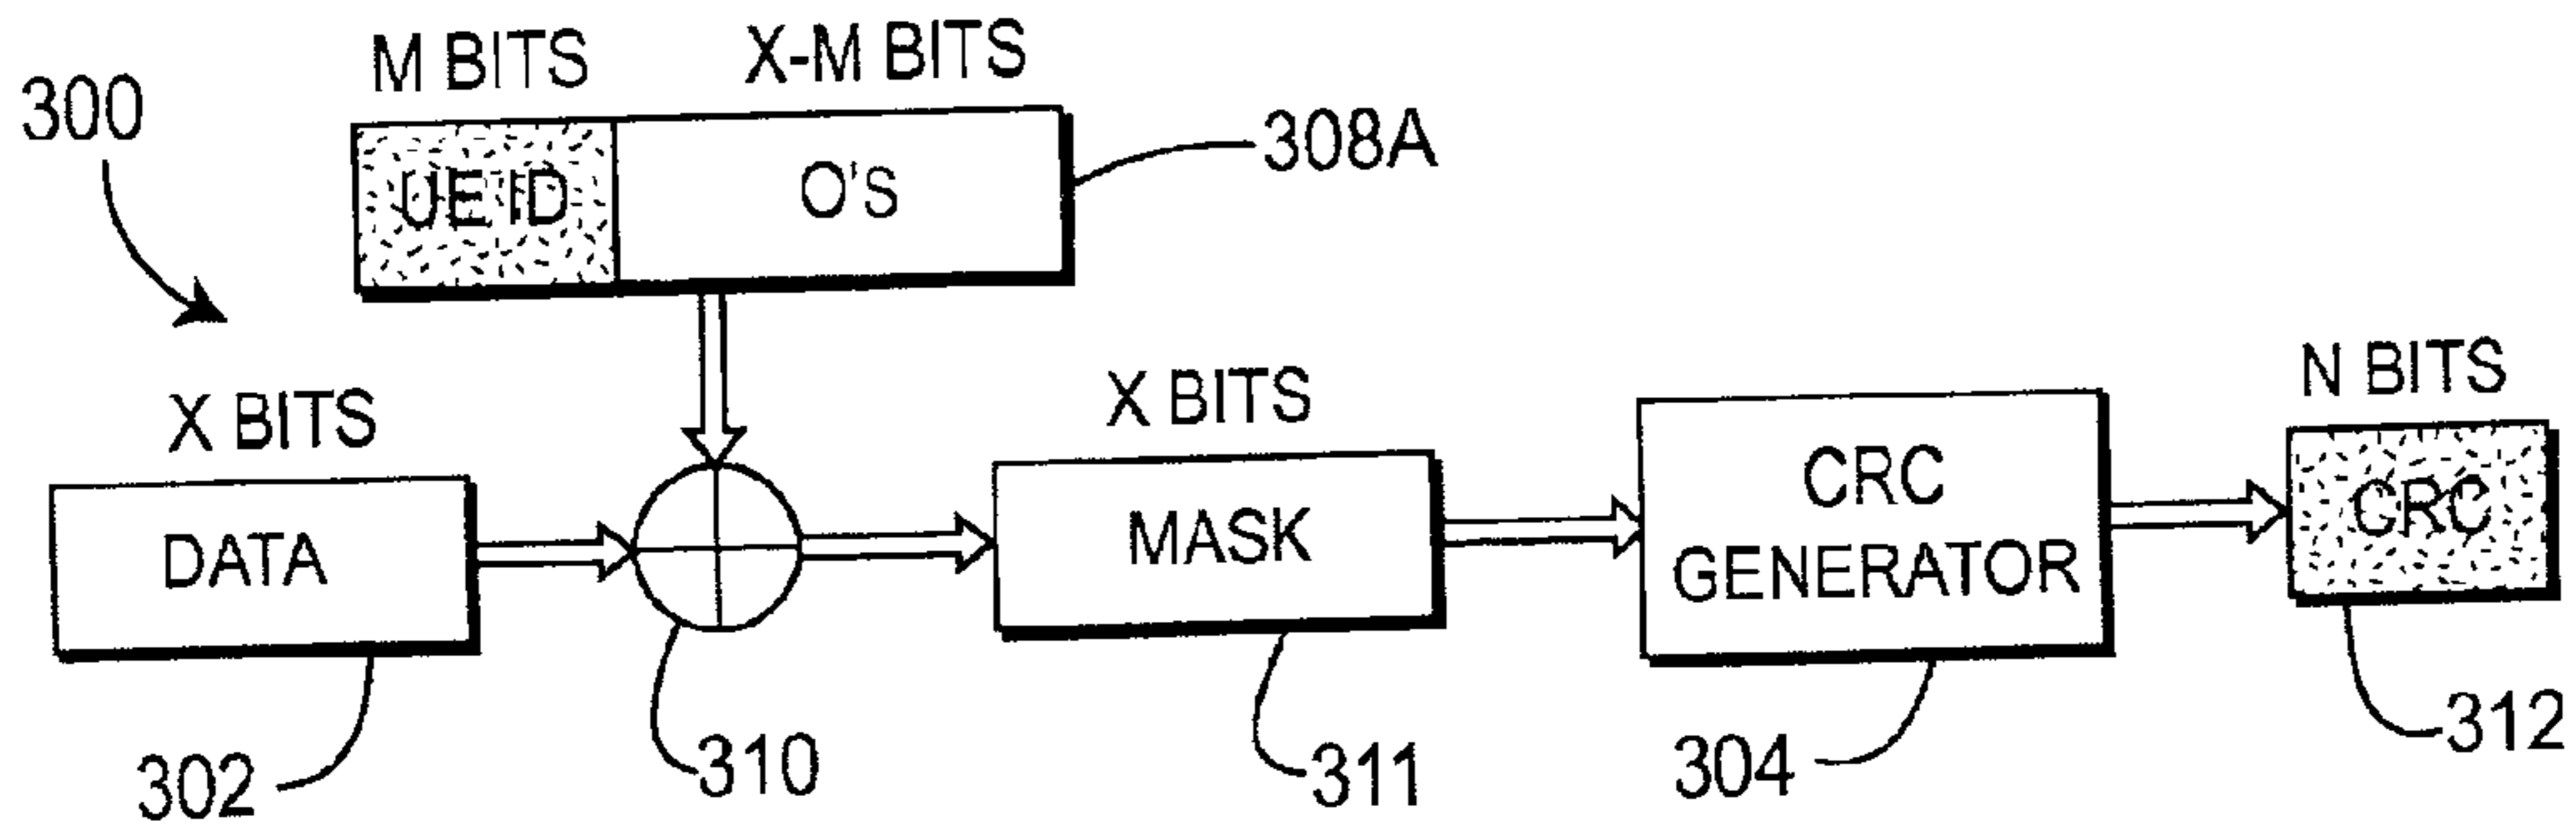 M BITS X-M BITS
300
UE ID O'S
308A
X BITS
X BITS
N BITS
DATA
MASK
CRC
GENERATOR
CRC
302
310
311
304
312